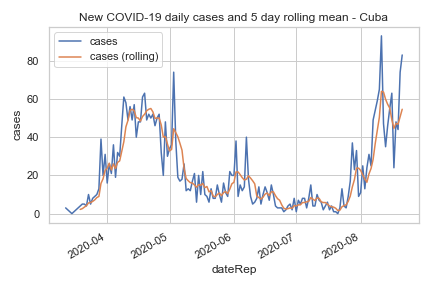 New COVID-19 daily cases and 5 day rolling mean - Cuba
cases
cases (rolling)
80
60
40
20
0
cases
2020-04
2020-05
2020-06
2020-07
2020-08
dateRep